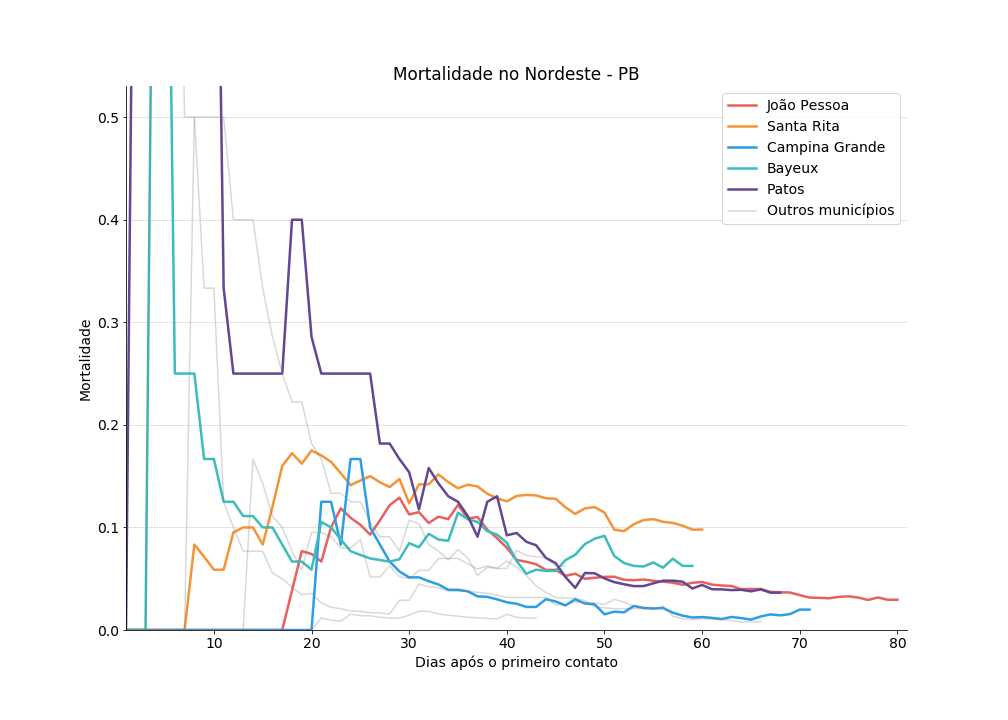 Mortalidade no Nordeste - PB
João Pessoa
Santa Rita
Campina Grande
Bayeux
Patos
Outros municípios
Mortalidade
0.5
0.4
0.3
0.2
0.1
0.0
10 20 30 40 50 60 70 80
Dias após o primeiro contato